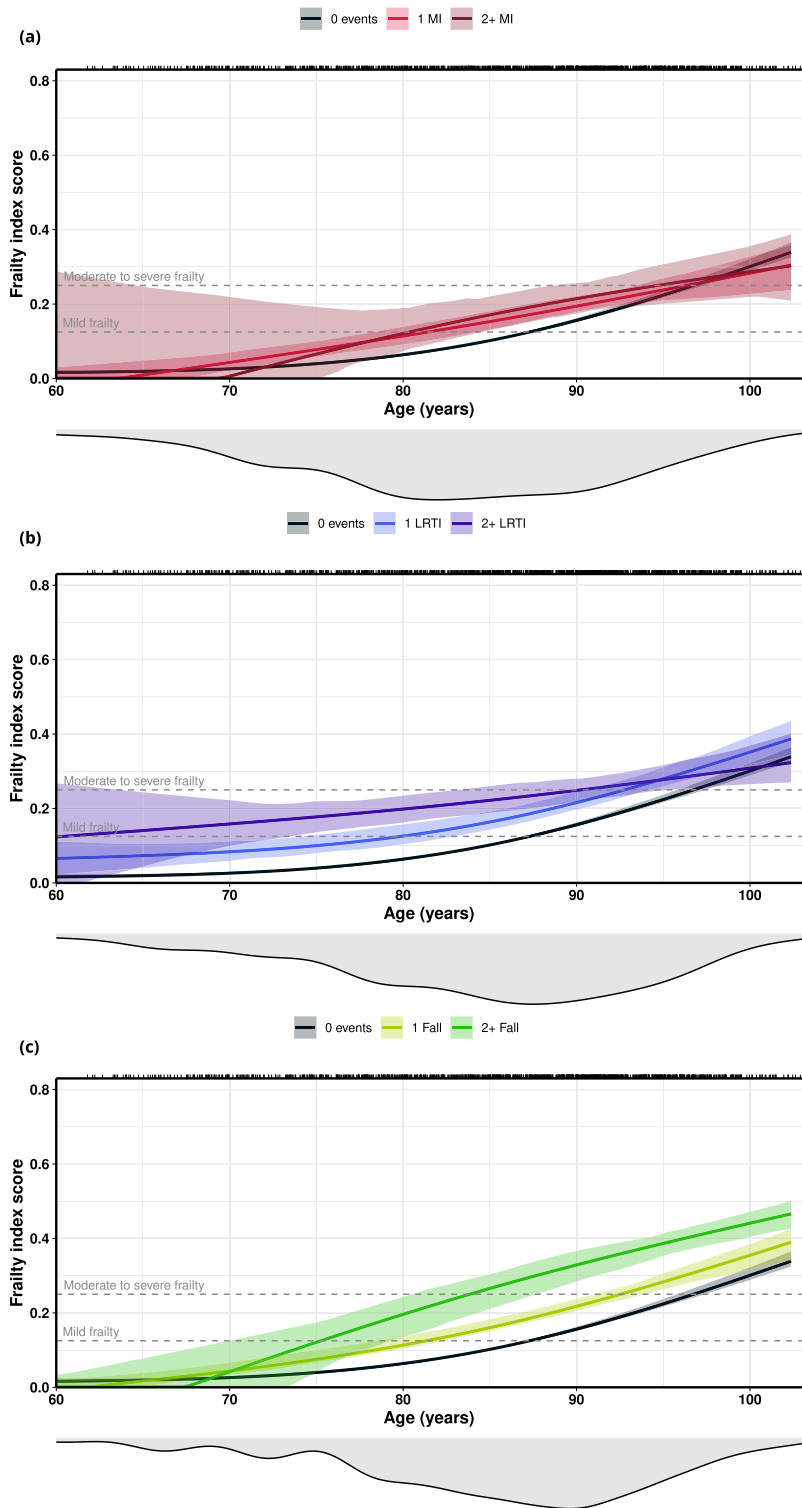 0 events 1 MI 2+ MI
(a)
0.8
0.6
0.4
0.2
0.0
Frailty index score
Moderate to severe frailty
Mild frailty
60 70 80 90 100
Age (years)
0 events 1 LRTI 2+ LRTI
(b)
0.8
0.6
0.4
0.2
0.0
Frailty index score
Moderate to severe frailty
Mild frailty
60 70 80 90 100
Age (years)
0 events 1 Fall 2+ Fall
(c)
0.8
0.6
0.4
0.2
0.0
Frailty index score
Moderate to severe frailty
Mild frailty
60 70 80 90 100
Age (years)